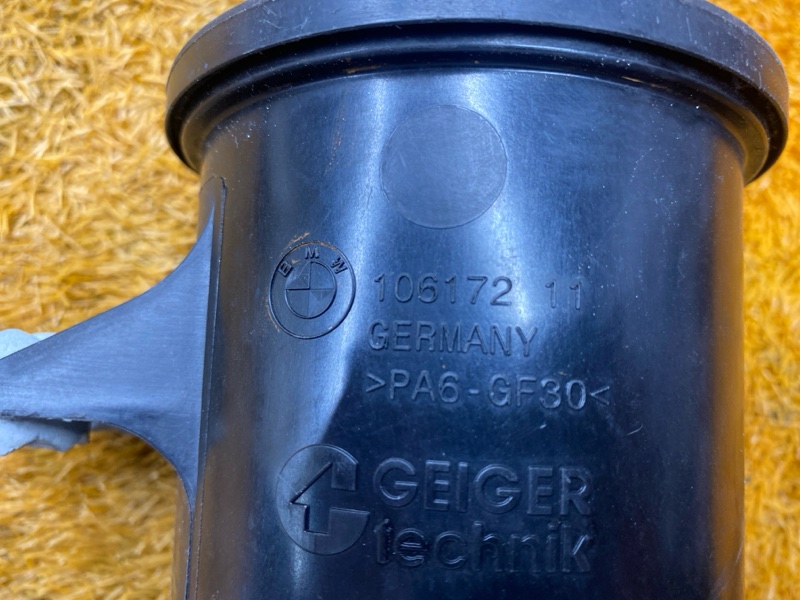 BMW
106172 11
GERMANY
>PA6-GF30<
GEIGER
technik